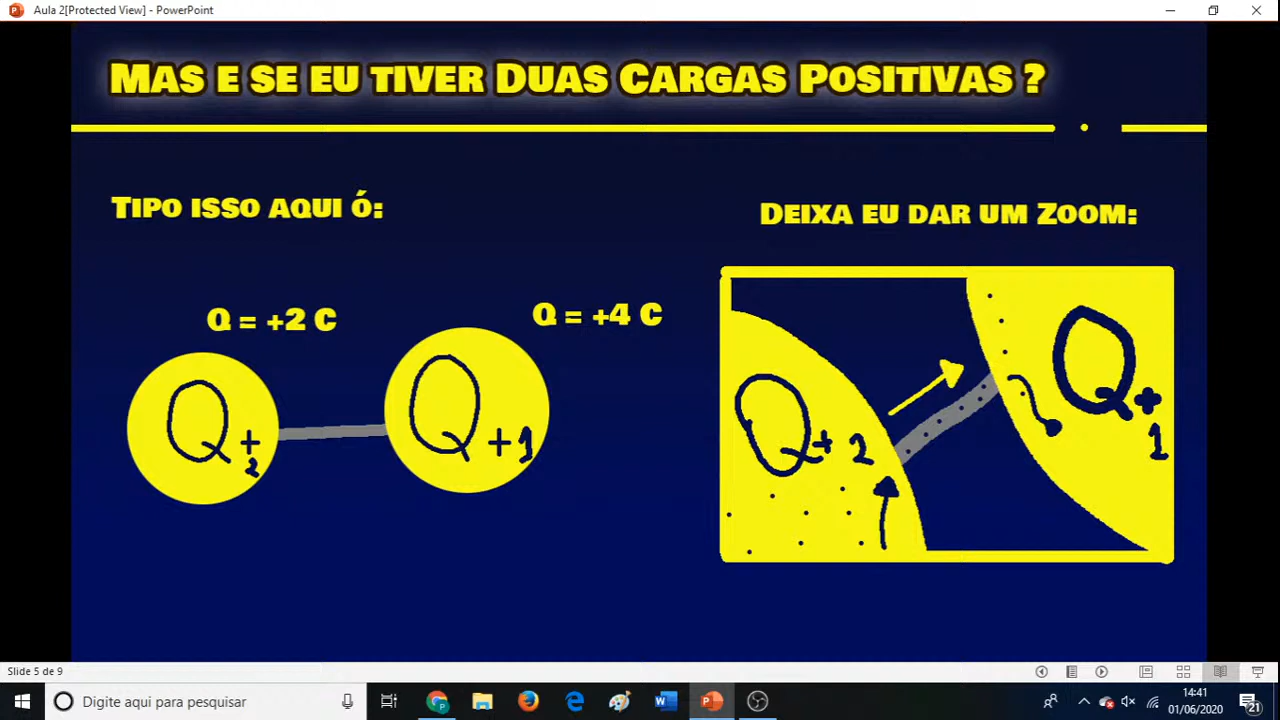 Aula 2[Protected View] - PowerPoint
MAS E SE EU TIVER DUAS CARGAS POSITIVAS ?
TIPO ISSO AQUI Ó:
DEIXA EU DAR UM ZOOM:
Q = +2 C
Q = +4 C
Q+2
Q+1
Q+2
Q+1
Slide 5 de 9
Digite aqui para pesquisar
14:41
01/06/2020
21